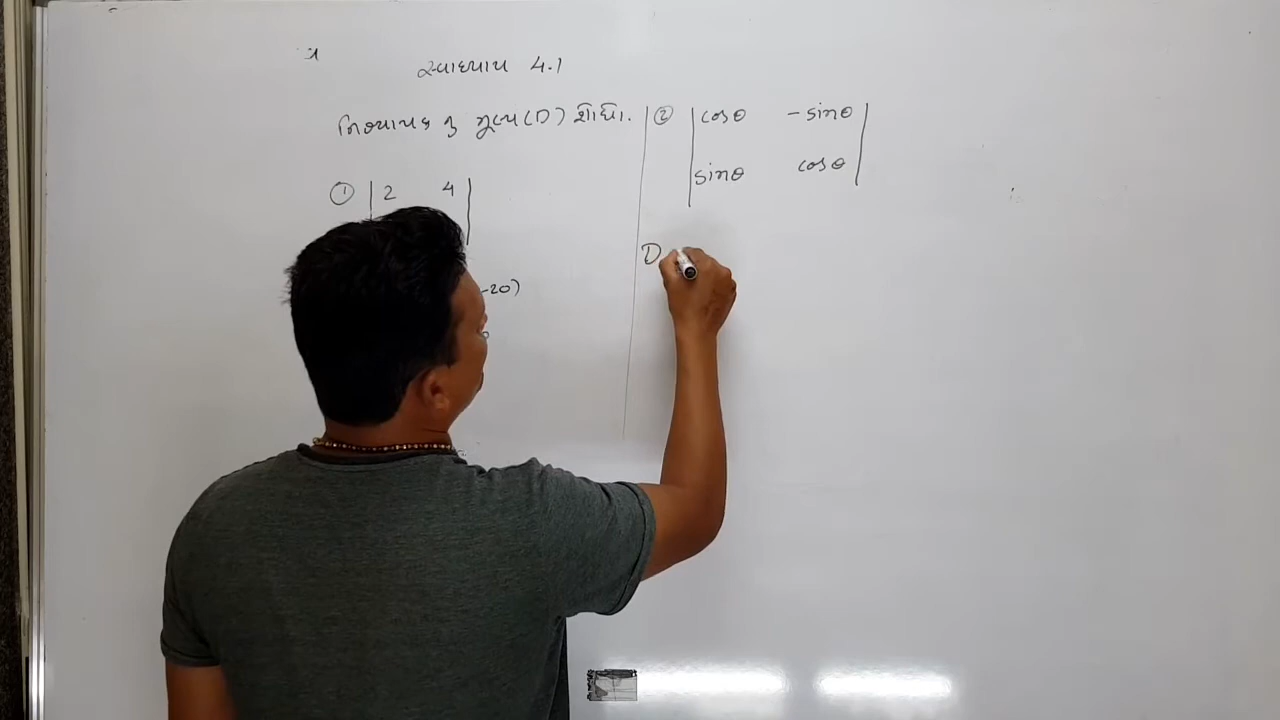 સ્વાધ્યાય 4.1
નિશ્ચાયક નું મૂલ્ય (D) શોધો.
① | 2 4 |
-20)
② | cosθ -sinθ |
| sinθ cosθ |
D